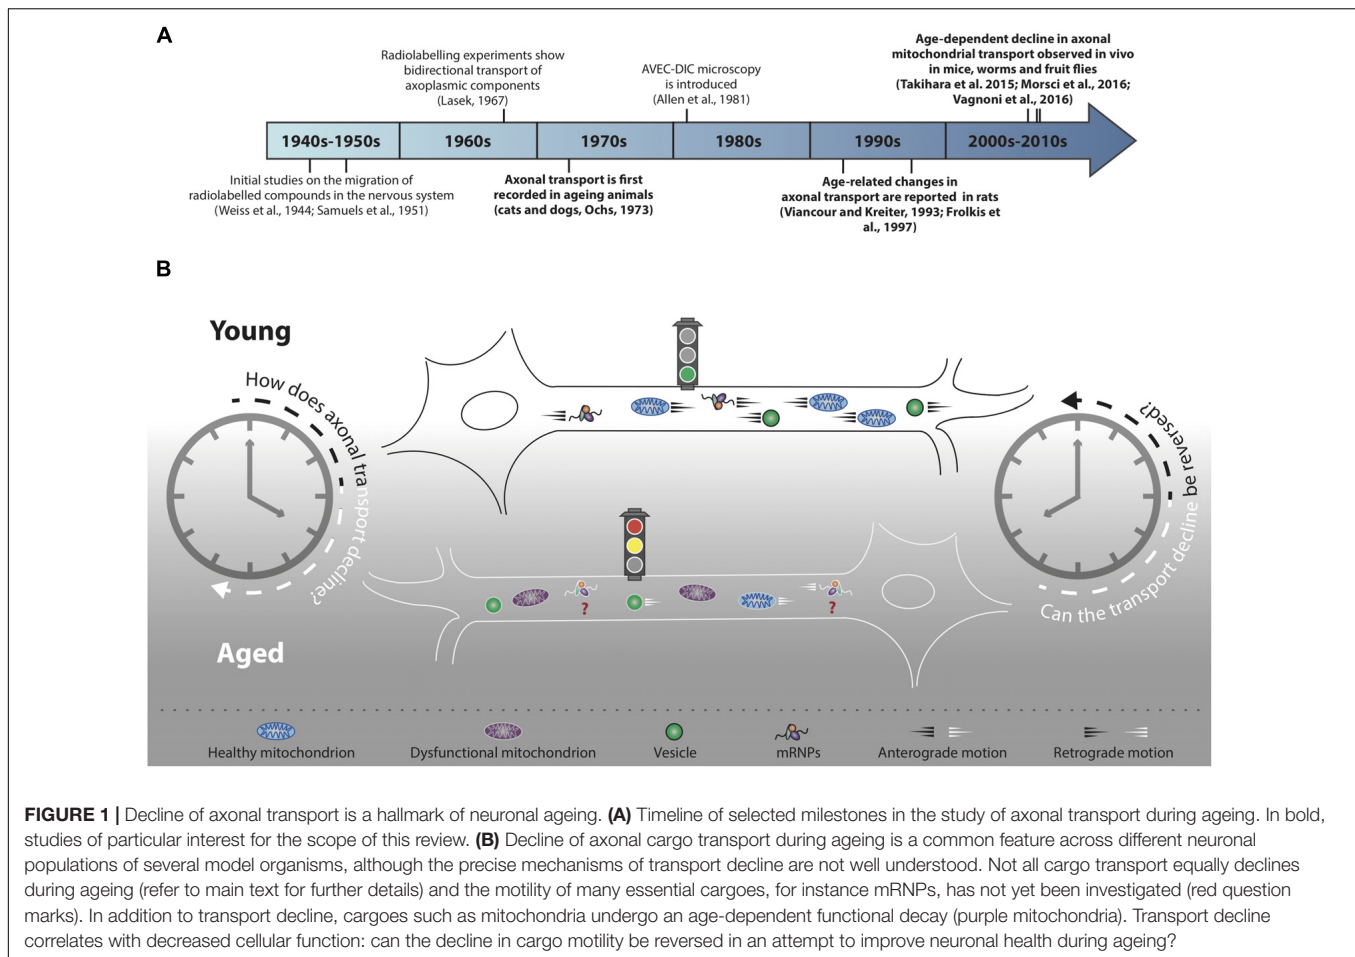 A
Radiolabelling experiments show
bidirectional transport of
axoplasmic components
(Lasek, 1967)
AVEC-DIC microscopy
is introduced
(Allen et al., 1981)
Age-dependent decline in axonal
mitochondrial transport observed in vivo
in mice, worms and fruit flies
(Takihara et al. 2015; Morsci et al., 2016;
Vagnoni et al., 2016)
1940s-1950s
1960s
1970s
1980s
1990s
2000s-2010s
Initial studies on the migration of
radiolabelled compounds in the nervous system
(Weiss et al., 1944; Samuels et al., 1951)
Axonal transport is first
recorded in ageing animals
(cats and dogs, Ochs, 1973)
Age-related changes in
axonal transport are reported in rats
(Viancour and Kreiter, 1993; Frolkis et
al., 1997)
B
Young
How does axonal transport decline?
Can the transport decline be reversed?
? ?
Aged
Healthy mitochondrion
Dysfunctional mitochondrion
Vesicle
mRNPs
Anterograde motion
Retrograde motion
FIGURE 1 | Decline of axonal transport is a hallmark of neuronal ageing. (A) Timeline of selected milestones in the study of axonal transport during ageing. In bold,
studies of particular interest for the scope of this review. (B) Decline of axonal cargo transport during ageing is a common feature across different neuronal
populations of several model organisms, although the precise mechanisms of transport decline are not well understood. Not all cargo transport equally declines
during ageing (refer to main text for further details) and the motility of many essential cargoes, for instance mRNPs, has not yet been investigated (red question
marks). In addition to transport decline, cargoes such as mitochondria undergo an age-dependent functional decay (purple mitochondria). Transport decline
correlates with decreased cellular function: can the decline in cargo motility be reversed in an attempt to improve neuronal health during ageing?